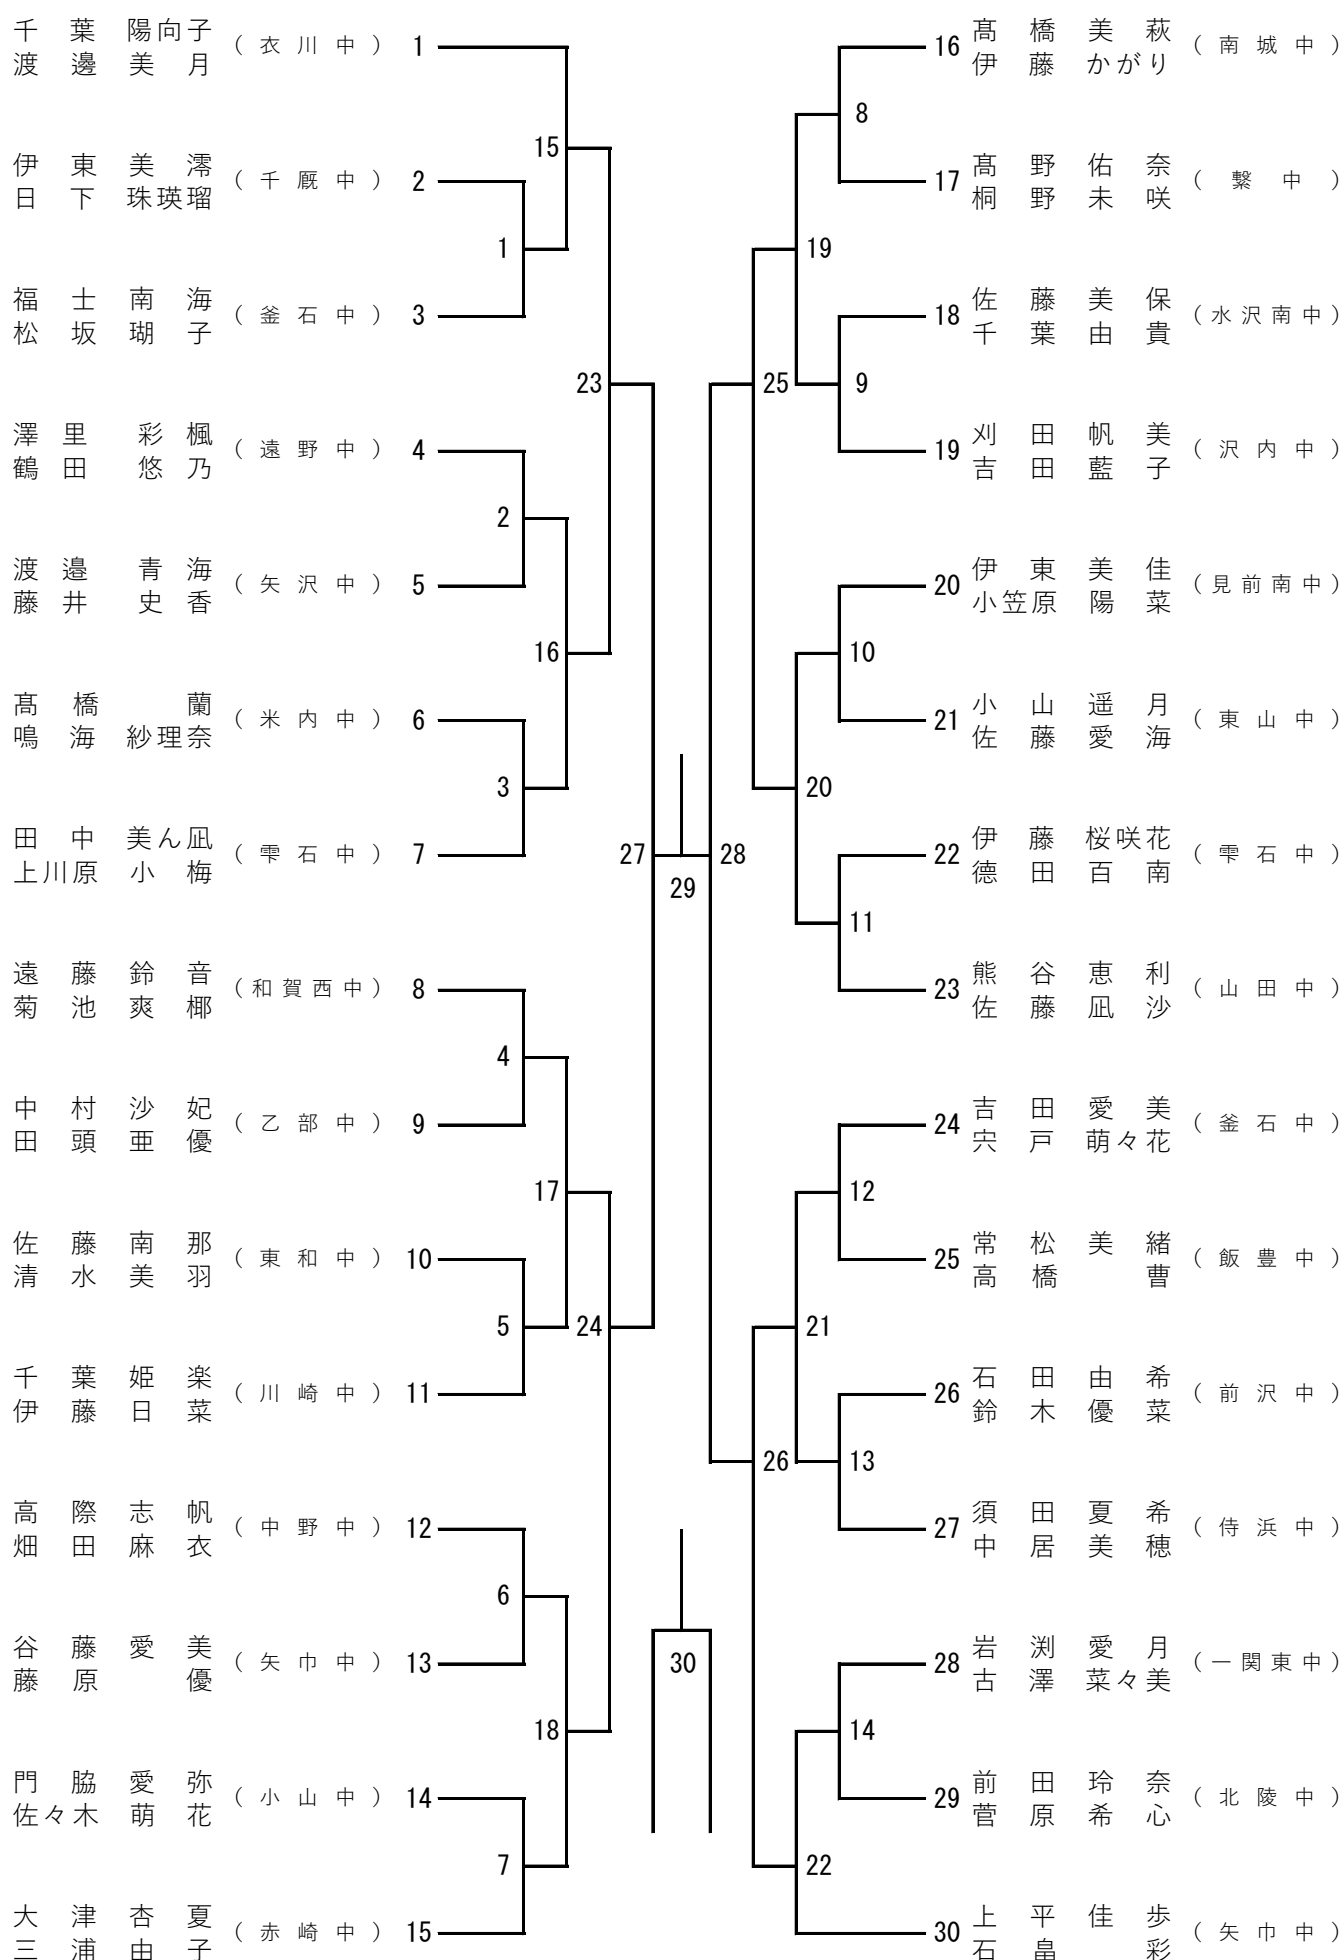 千葉 陽向子
渡邊 美月
(衣川中) 1
伊東 美澪
日下 珠瑛瑠
(千厩中) 2
福士 南海
松坂 瑚子
(釜石中) 3
澤里 彩楓
鶴田 悠乃
(遠野中) 4
渡邉 青海
藤井 史香
(矢沢中) 5
髙橋 蘭
鳴海 紗理奈
(米内中) 6
田中 美ん凪
上川原 小梅
(雫石中) 7
遠藤 鈴音
菊池 爽椰
(和賀西中) 8
中村 沙妃
田頭 亜優
(乙部中) 9
佐藤 南那
清水 美羽
(東和中) 10
千葉 姫楽
伊藤 日菜
(川崎中) 11
高際 志帆
畑田 麻衣
(中野中) 12
谷藤 愛美
藤原 優
(矢巾中) 13
門脇 愛弥
佐々木 萌花
(小山中) 14
大津 杏夏
三浦 由子
(赤崎中) 15
1
2
3
4
5
6
7
15
16
17
18
23
24
27
29
28
30
25
26
19
20
21
22
8
9
10
11
12
13
14
16 髙橋 美萩
伊藤 かがり
(南城中)
17 髙野 佑奈
桐野 未咲
(繋中)
18 佐藤 美保
千葉 由貴
(水沢南中)
19 刈田 帆美
吉田 藍子
(沢内中)
20 伊東 美佳
小笠原 陽菜
(見前南中)
21 小山 遥月
佐藤 愛海
(東山中)
22 伊藤 桜咲花
德田 百南
(雫石中)
23 熊谷 恵利
佐藤 凪沙
(山田中)
24 吉田 愛美
宍戸 萌々花
(釜石中)
25 常松 美緒
高橋 曹
(飯豊中)
26 石田 由希
鈴木 優菜
(前沢中)
27 須田 夏希
中居 美穂
(侍浜中)
28 岩渕 愛月
古澤 菜々美
(一関東中)
29 前田 玲奈
菅原 希心
(北陵中)
30 上平 佳歩
石畠 彩
(矢巾中)